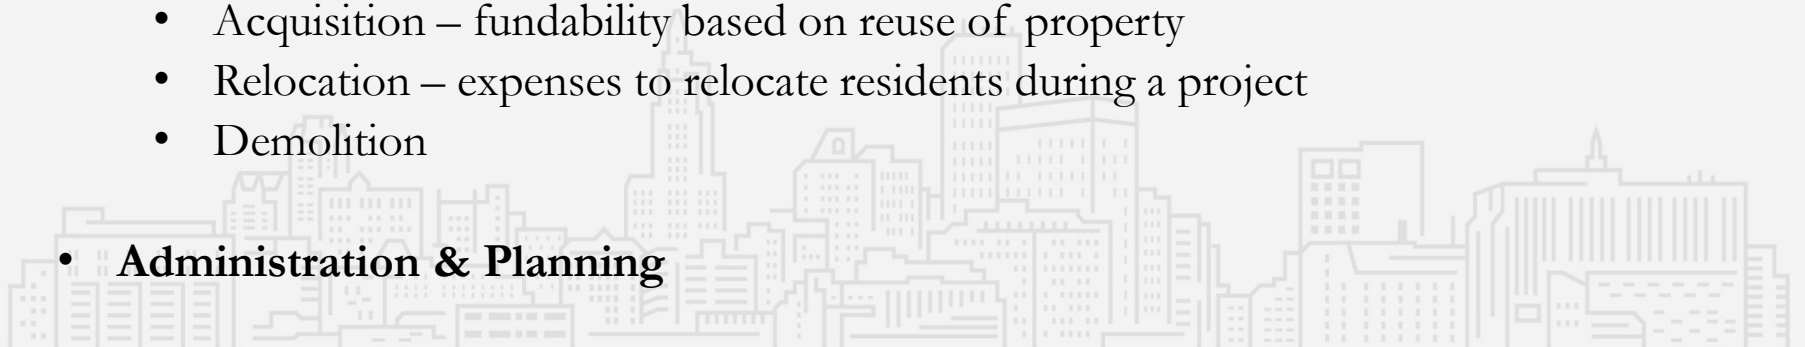 • Acquisition – fundability based on reuse of property
• Relocation – expenses to relocate residents during a project
• Demolition
• Administration & Planning